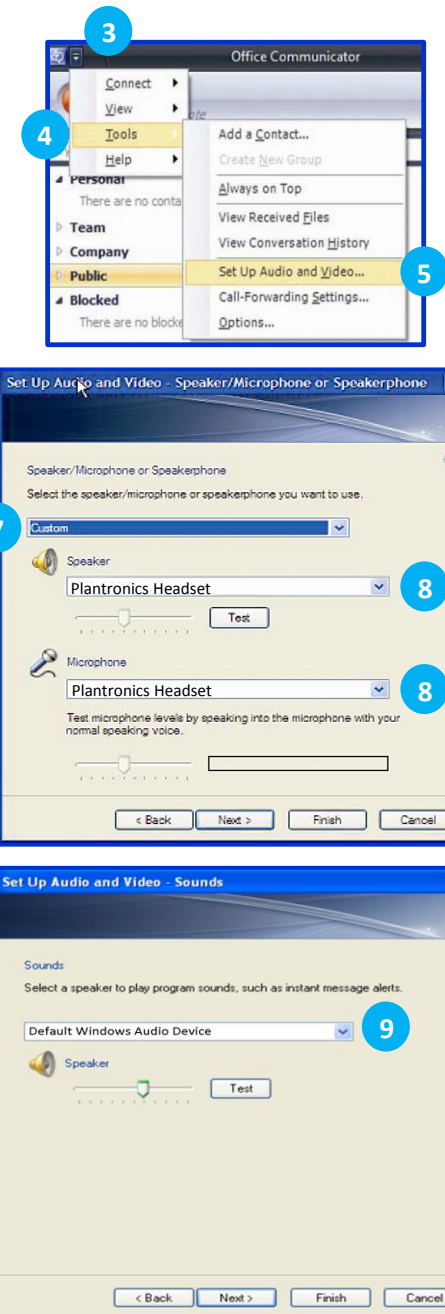 3
Office Communicator
Connect
View
4
Tools
Help
Add a Contact...
Create New Group
Always on Top
View Received Files
View Conversation History
Set Up Audio and Video...
5
Call-Forwarding Settings...
Options...
Personal
There are no conta
Team
Company
Public
Blocked
There are no blocke
Set Up Audio and Video - Speaker/Microphone or Speakerphone
Speaker/Microphone or Speakerphone
Select the speaker/microphone or speakerphone you want to use.
7
Custom
Speaker
Plantronics Headset
8
Test
Microphone
Plantronics Headset
8
Test microphone levels by speaking into the microphone with your
normal speaking voice.
< Back Next > Finish Cancel
Set Up Audio and Video - Sounds
Sounds
Select a speaker to play program sounds, such as instant message alerts.
Default Windows Audio Device
9
Speaker
Test
< Back Next > Finish Cancel